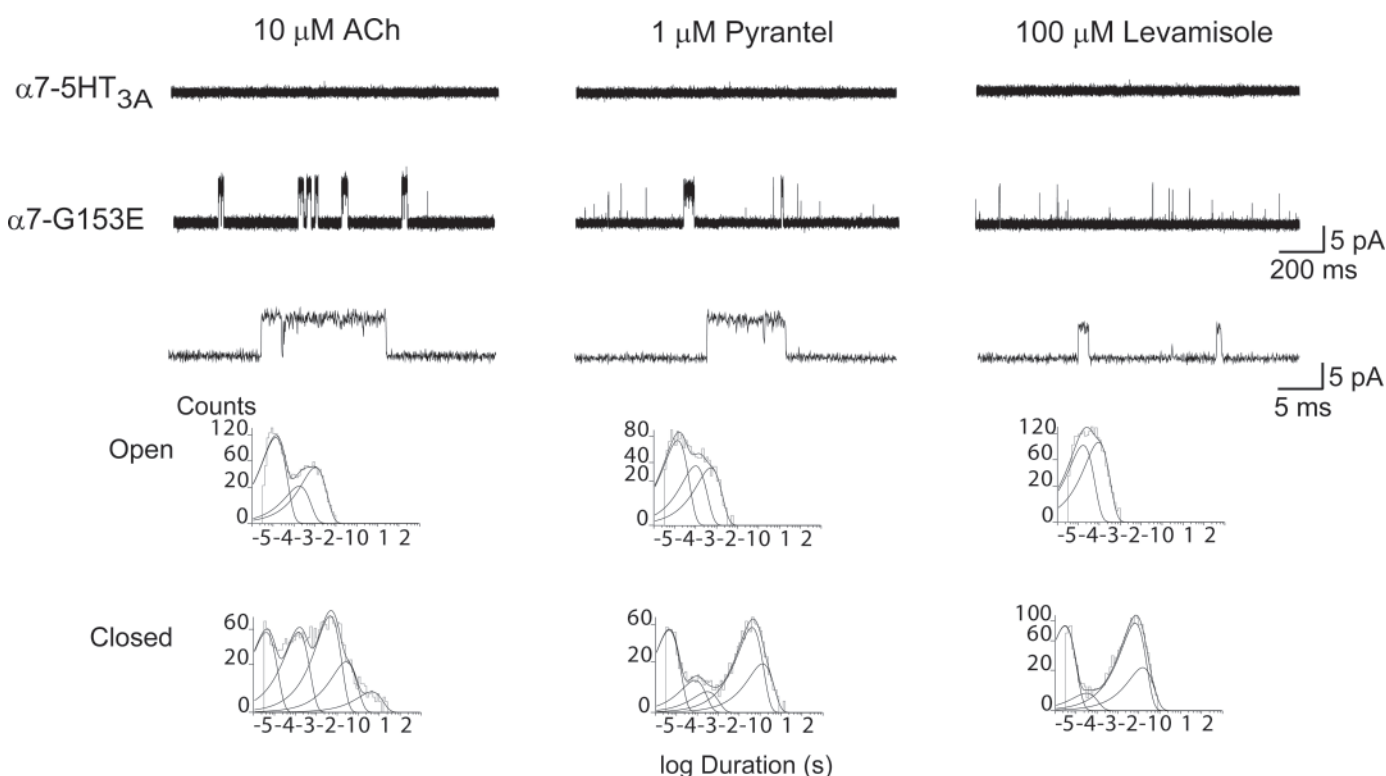 10 μM ACh 1 μM Pyrantel 100 μM Levamisole
α7-5HT3A
α7-G153E
5 pA
200 ms
5 pA
5 ms
Counts
Open
120
60
20
0
-5-4-3-2-10 1 2
80
40
20
0
-5-4-3-2-10 1 2
120
60
20
0
-5-4-3-2-10 1 2
Closed
60
20
0
-5-4-3-2-10 1 2
60
20
0
-5-4-3-2-10 1 2
100
60
20
0
-5-4-3-2-10 1 2
log Duration (s)